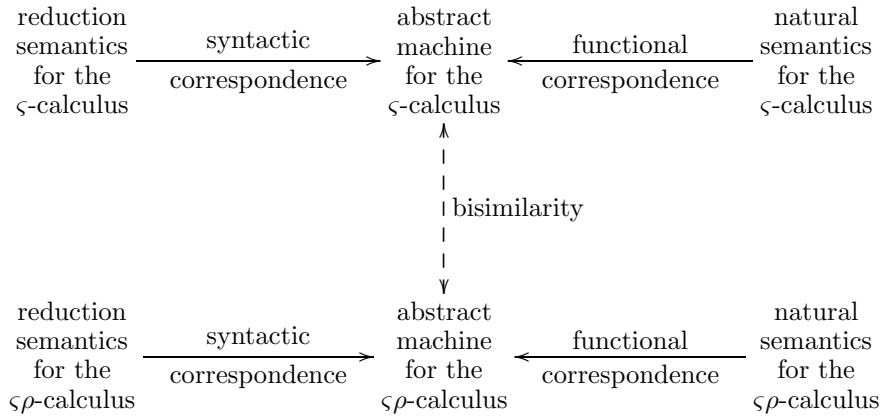 reduction
semantics
for the
ς-calculus
syntactic
correspondence
abstract
machine
for the
ς-calculus
functional
correspondence
natural
semantics
for the
ς-calculus
bisimilarity
reduction
semantics
for the
ςρ-calculus
syntactic
correspondence
abstract
machine
for the
ςρ-calculus
functional
correspondence
natural
semantics
for the
ςρ-calculus